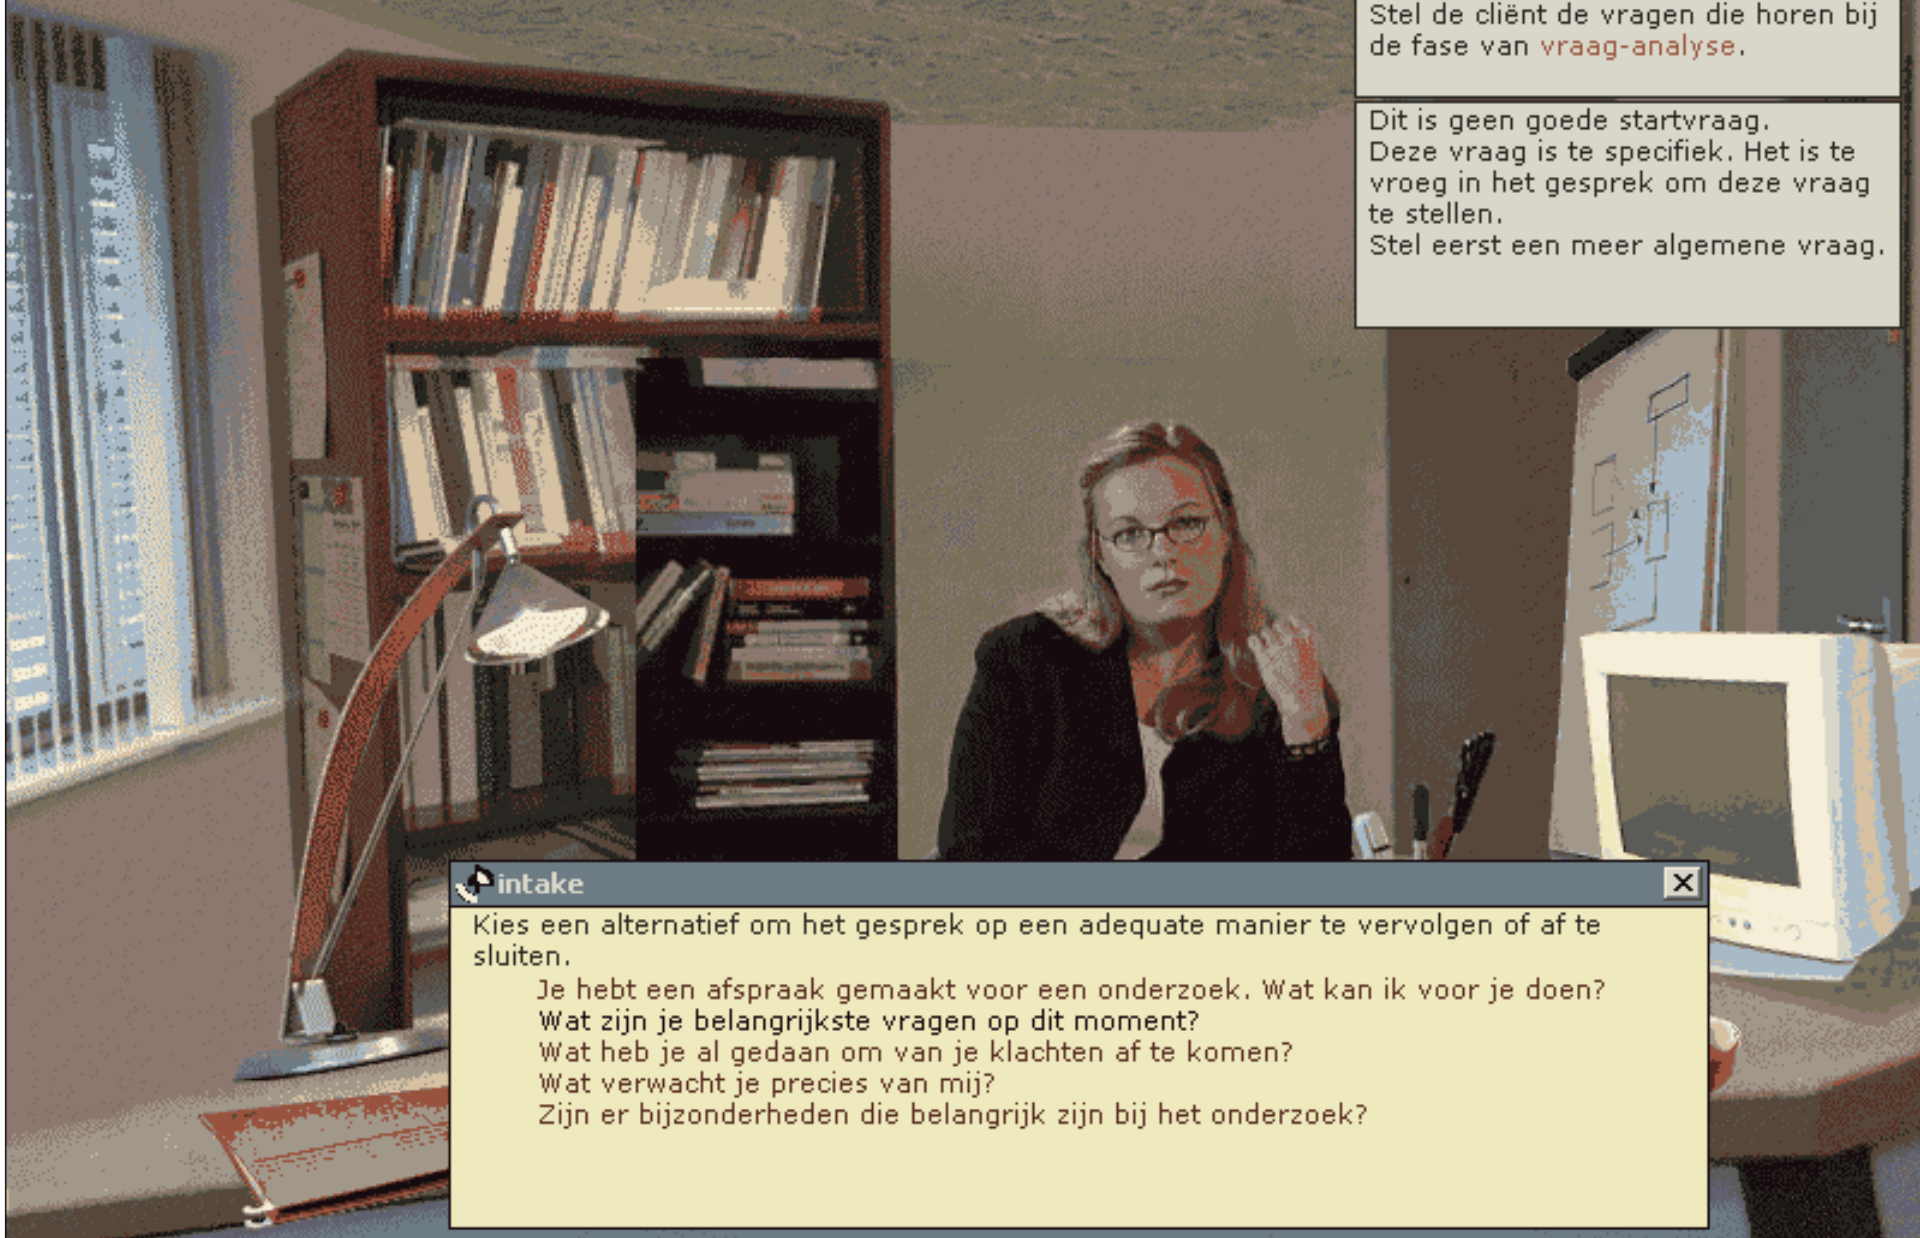 Stel de cliënt de vragen die horen bij
de fase van vraag-analyse.
Dit is geen goede startvraag.
Deze vraag is te specifiek. Het is te
vroeg in het gesprek om deze vraag
te stellen.
Stel eerst een meer algemene vraag.
intake
Kies een alternatief om het gesprek op een adequate manier te vervolgen of af te
sluiten.
Je hebt een afspraak gemaakt voor een onderzoek. Wat kan ik voor je doen?
Wat zijn je belangrijkste vragen op dit moment?
Wat heb je al gedaan om van je klachten af te komen?
Wat verwacht je precies van mij?
Zijn er bijzonderheden die belangrijk zijn bij het onderzoek?